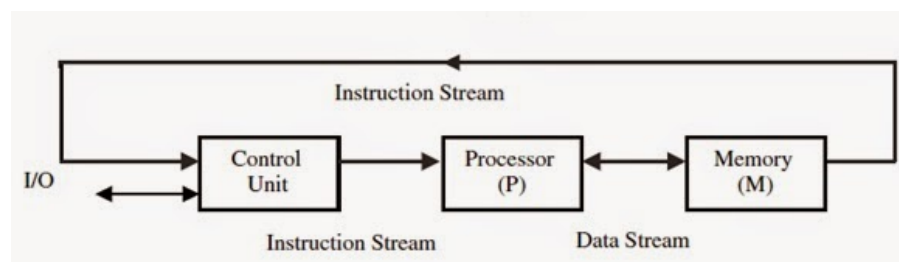 Instruction Stream
Control
Unit
Processor
(P)
Memory
(M)
I/O
Instruction Stream
Data Stream